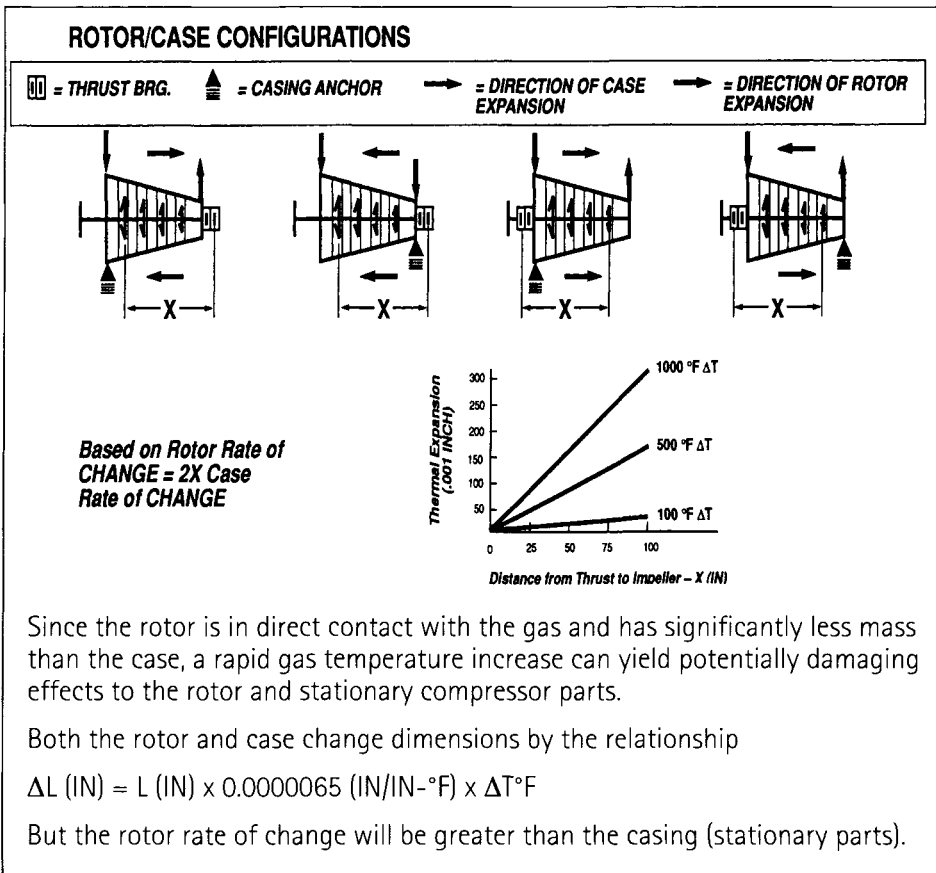 ROTOR/CASE CONFIGURATIONS
= THRUST BRG.
= CASING ANCHOR
= DIRECTION OF CASE
EXPANSION
= DIRECTION OF ROTOR
EXPANSION
X
X
X
X
Based on Rotor Rate of
CHANGE = 2X Case
Rate of CHANGE
Thermal Expansion
(.001 INCH)
300
250
200
150
100
50
1000 °F ΔT
500 °F ΔT
100 °F ΔT
0 25 50 75 100
Distance from Thrust to Impeller – X (IN)
Since the rotor is in direct contact with the gas and has significantly less mass
than the case, a rapid gas temperature increase can yield potentially damaging
effects to the rotor and stationary compressor parts.
Both the rotor and case change dimensions by the relationship
ΔL (IN) = L (IN) x 0.0000065 (IN/IN-°F) x ΔT°F
But the rotor rate of change will be greater than the casing (stationary parts).